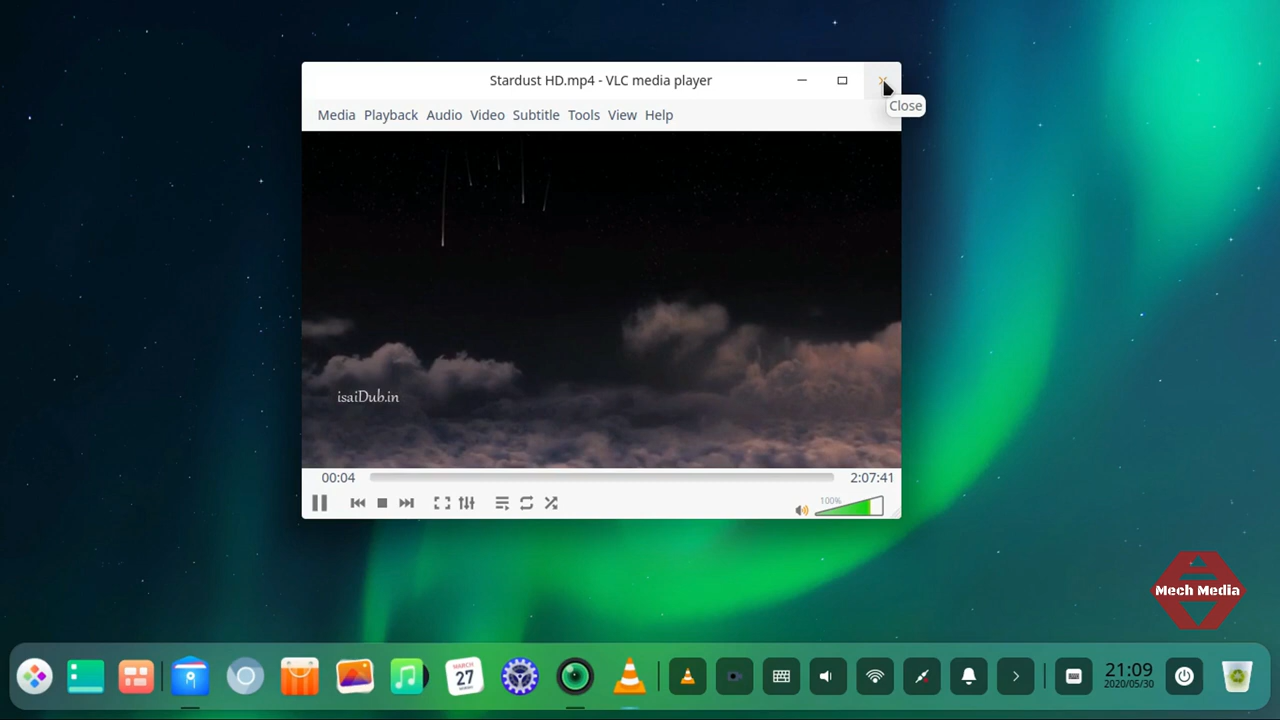 Stardust HD.mp4 - VLC media player
Close
Media Playback Audio Video Subtitle Tools View Help
isaiDub.in
00:04
2:07:41
100%
Mech Media
MARCH
27
21:09
2020/05/30